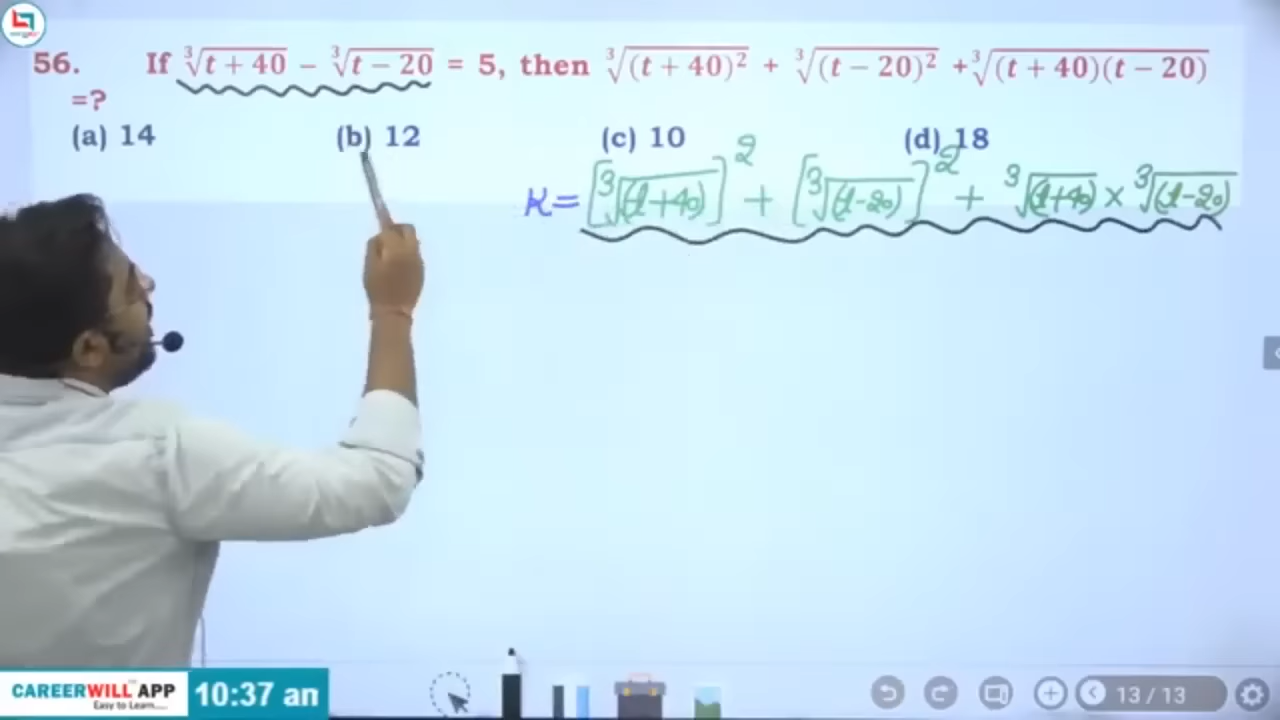 56. If ∛(t + 40) − ∛(t − 20) = 5, then ∛((t + 40)²) + ∛((t − 20)²) + ∛((t + 40)(t − 20))
=?
(a) 14 (b) 12 (c) 10 (d) 18
K = [∛(t+40)]² + [∛(t-20)]² + ∛(t+40) × ∛(t-20)
CAREERWILL APP
Easy to Learn.....
10:37 an
13 / 13